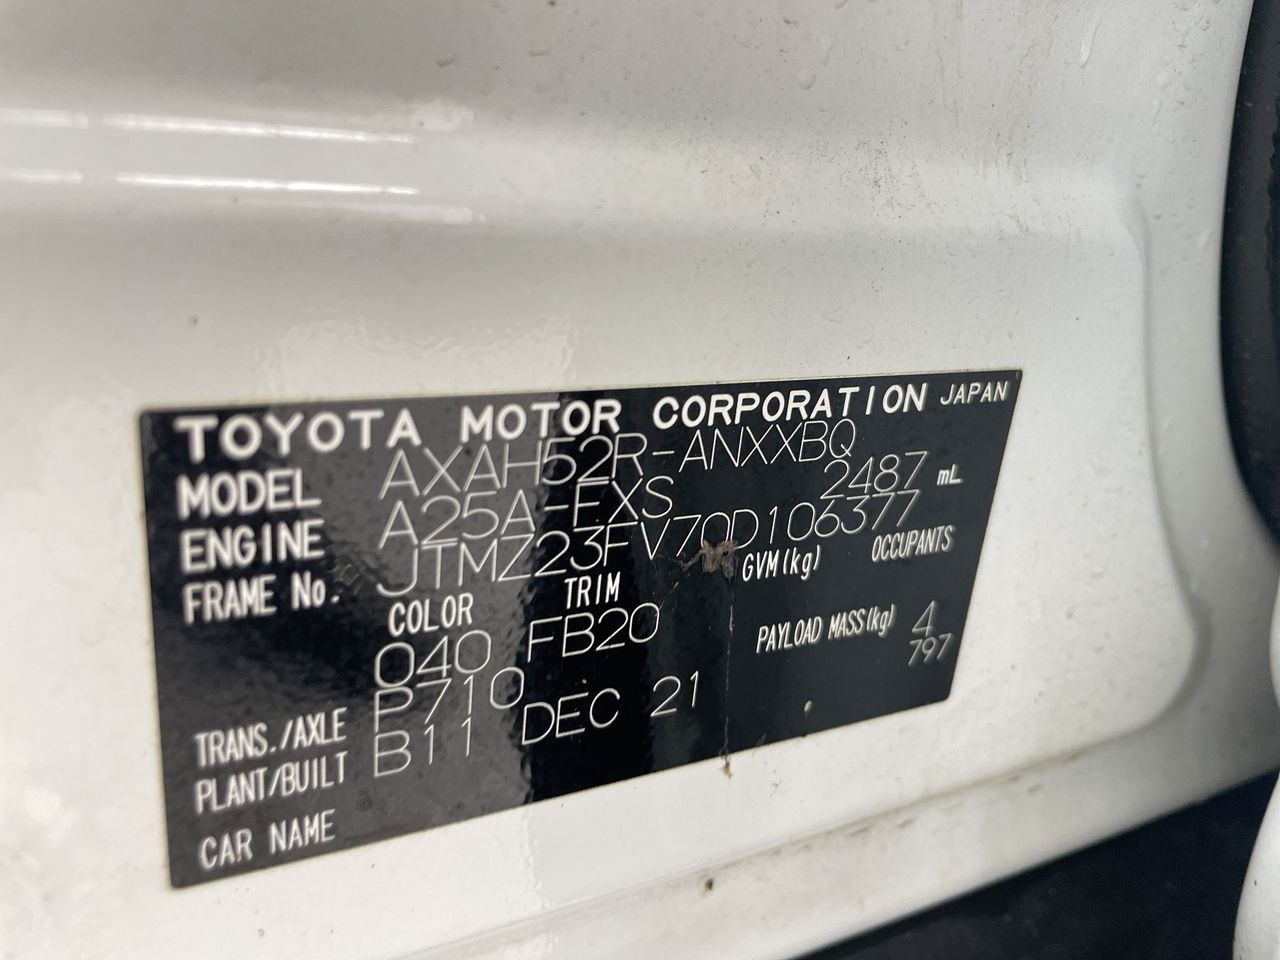 TOYOTA MOTOR CORPORATION JAPAN
MODEL AXAH52R-ANXXBQ
ENGINE A25A-FXS 2487 mL
FRAME No. JTMZ23FV70D106377
COLOR TRIM GVM(kg) OCCUPANTS
040 FB20 4
PAYLOAD MASS(kg) 797
TRANS./AXLE P710
PLANT/BUILT B11 DEC 21
CAR NAME